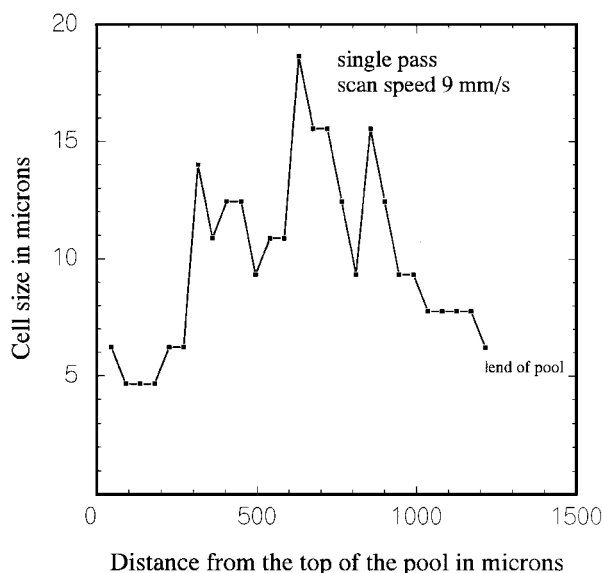 20
single pass
scan speed 9 mm/s
15
10
5
end of pool
0
500
1000
1500
Cell size in microns
Distance from the top of the pool in microns